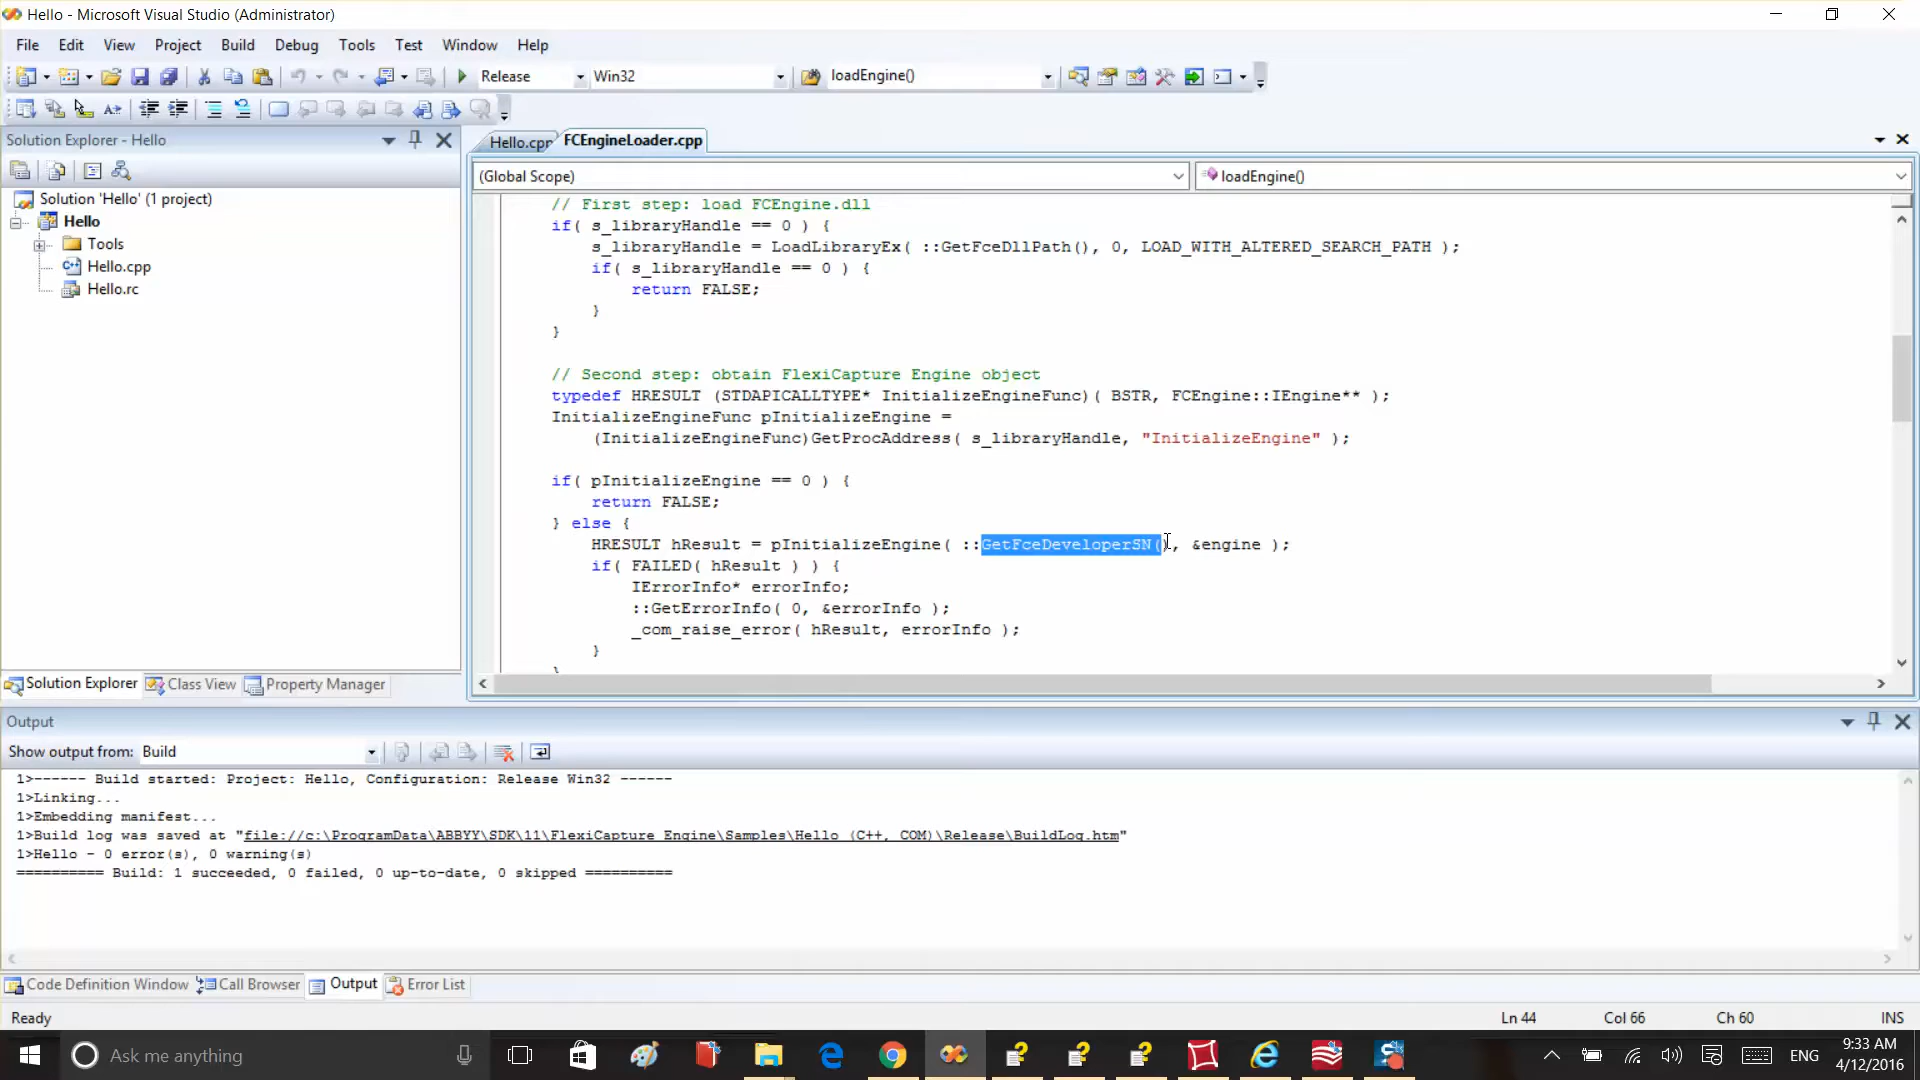 Hello - Microsoft Visual Studio (Administrator)
File Edit View Project Build Debug Tools Test Window Help
Release Win32 loadEngine()
Solution Explorer - Hello
Hello.cpp FCEngineLoader.cpp
(Global Scope) loadEngine()
Solution 'Hello' (1 project)
Hello
Tools
Hello.cpp
Hello.rc
// First step: load FCEngine.dll
if( s_libraryHandle == 0 ) {
s_libraryHandle = LoadLibraryEx( ::GetFceDllPath(), 0, LOAD_WITH_ALTERED_SEARCH_PATH );
if( s_libraryHandle == 0 ) {
return FALSE;
}
}
// Second step: obtain FlexiCapture Engine object
typedef HRESULT (STDAPICALLTYPE* InitializeEngineFunc)( BSTR, FCEngine::IEngine** );
InitializeEngineFunc pInitializeEngine =
(InitializeEngineFunc)GetProcAddress( s_libraryHandle, "InitializeEngine" );
if( pInitializeEngine == 0 ) {
return FALSE;
} else {
HRESULT hResult = pInitializeEngine( ::GetFceDeveloperSN(), &engine );
if( FAILED( hResult ) ) {
IErrorInfo* errorInfo;
::GetErrorInfo( 0, &errorInfo );
_com_raise_error( hResult, errorInfo );
}
}
Solution Explorer Class View Property Manager
Output
Show output from: Build
1>------ Build started: Project: Hello, Configuration: Release Win32 ------
1>Linking...
1>Embedding manifest...
1>Build log was saved at "file://c:\ProgramData\ABBYY\SDK\11\FlexiCapture Engine\Samples\Hello (C++, COM)\Release\BuildLog.htm"
1>Hello - 0 error(s), 0 warning(s)
========== Build: 1 succeeded, 0 failed, 0 up-to-date, 0 skipped ==========
Code Definition Window Call Browser Output Error List
Ready Ln 44 Col 66 Ch 60 INS
Ask me anything ENG 9:33 AM
4/12/2016